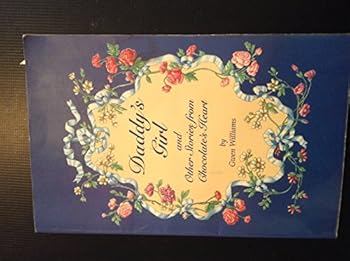 Daddy's
Girl
and
Other Stories from
Chocolate's Heart
by
Gwen Williams